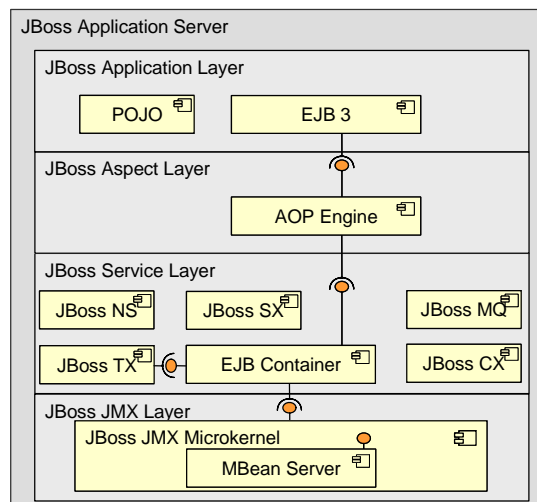 JBoss Application Server
JBoss Application Layer
POJO
EJB 3
JBoss Aspect Layer
AOP Engine
JBoss Service Layer
JBoss NS
JBoss SX
JBoss MQ
JBoss TX
EJB Container
JBoss CX
JBoss JMX Layer
JBoss JMX Microkernel
MBean Server